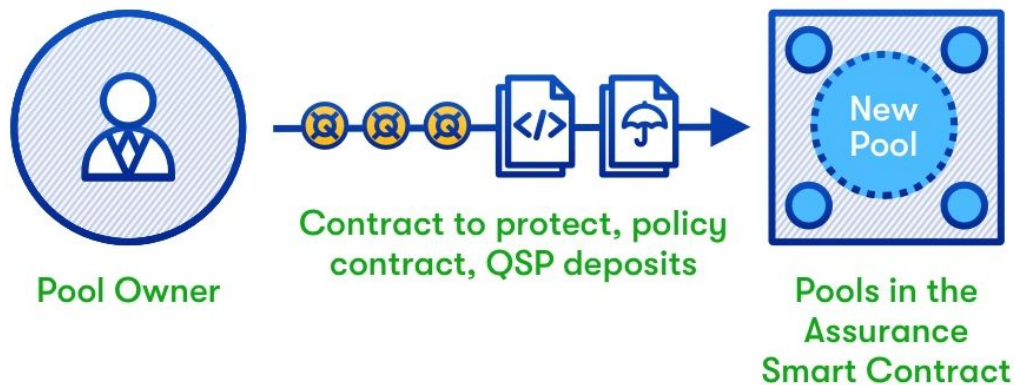 Pool Owner
</>
Contract to protect, policy
contract, QSP deposits
New
Pool
Pools in the
Assurance
Smart Contract